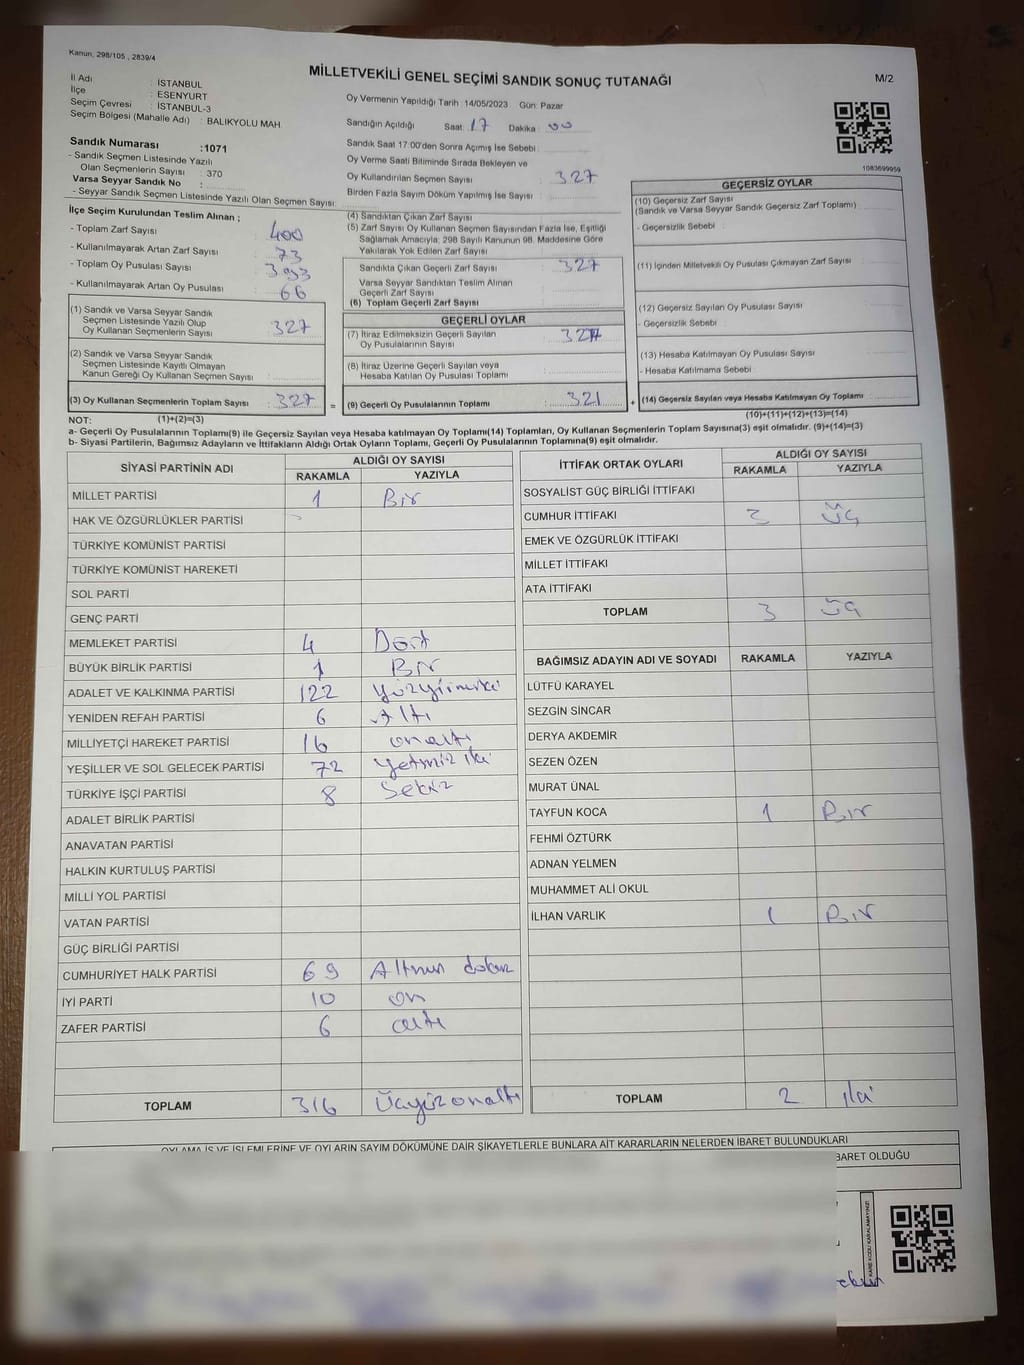 Kanun, 298/105 , 2839/4
MİLLETVEKİLİ GENEL SEÇİMİ SANDIK SONUÇ TUTANAĞI
M/2
İl Adı : İSTANBUL
İlçe : ESENYURT
Seçim Çevresi : İSTANBUL-3
Seçim Bölgesi (Mahalle Adı) : BALIKYOLU MAH.
Sandık Numarası :1071
- Sandık Seçmen Listesinde Yazılı
Olan Seçmenlerin Sayısı : 370
Varsa Seyyar Sandık No :
- Seyyar Sandık Seçmen Listesinde Yazılı Olan Seçmen Sayısı:
Oy Vermenin Yapıldığı Tarih :14/05/2023 Gün: Pazar
Sandığın Açıldığı Saat :17 Dakika :00
Sandık Saat 17:00'den Sonra Açımış İse Sebebi :
Oy Verme Saati Bitiminde Sırada Bekleyen ve
Oy Kullandırılan Seçmen Sayısı : 327
Birden Fazla Sayım Döküm Yapılmış İse Sayısı :
1083699959
İlçe Seçim Kurulundan Teslim Alınan ;
- Toplam Zarf Sayısı : 400
- Kullanılmayarak Artan Zarf Sayısı : 73
- Toplam Oy Pusulası Sayısı : 393
- Kullanılmayarak Artan Oy Pusulası : 66
(1) Sandık ve Varsa Seyyar Sandık
Seçmen Listesinde Yazılı Olup
Oy Kullanan Seçmenlerin Sayısı : 327
(2) Sandık ve Varsa Seyyar Sandık
Seçmen Listesinde Kayıtlı Olmayan
Kanun Gereği Oy Kullanan Seçmen Sayısı :
(3) Oy Kullanan Seçmenlerin Toplam Sayısı : 327
(4) Sandıktan Çıkan Zarf Sayısı :
(5) Zarf Sayısı Oy Kullanan Seçmen Sayısından Fazla İse, Eşitliği
Sağlamak Amacıyla, 298 Sayılı Kanunun 98. Maddesine Göre
Yakılarak Yok Edilen Zarf Sayısı :
Sandıkta Çıkan Geçerli Zarf Sayısı : 327
Varsa Seyyar Sandıktan Teslim Alınan
Geçerli Zarf Sayısı :
(6) Toplam Geçerli Zarf Sayısı :
GEÇERLİ OYLAR
(7) İtiraz Edilmeksizin Geçerli Sayılan
Oy Pusulalarının Sayısı :
(8) İtiraz Üzerine Geçerli Sayılan veya
Hesaba Katılan Oy Pusulası Toplamı :
= (9) Geçerli Oy Pusulalarının Toplamı : 321
GEÇERSİZ OYLAR
(10) Geçersiz Zarf Sayısı
(Sandık ve Varsa Seyyar Sandık Geçersiz Zarf Toplamı) :
- Geçersizlik Sebebi :
(11) İçinden Milletvekili Oy Pusulası Çıkmayan Zarf Sayısı :
(12) Geçersiz Sayılan Oy Pusulası Sayısı :
- Geçersizlik Sebebi :
(13) Hesaba Katılmayan Oy Pusulası Sayısı :
- Hesaba Katılmama Sebebi :
+ (14) Geçersiz Sayılan veya Hesaba Katılmayan Oy Toplamı :
NOT: (1)+(2)=(3)
(10)+(11)+(12)+(13)=(14)
a- Geçerli Oy Pusulalarının Toplamı(9) ile Geçersiz Sayılan veya Hesaba katılmayan Oy Toplamı(14) Toplamları, Oy Kullanan Seçmenlerin Toplam Sayısına(3) eşit olmalıdır. (9)+(14)=(3)
b- Siyasi Partilerin, Bağımsız Adayların ve İttifakların Aldığı Ortak Oyların Toplamı, Geçerli Oy Pusulalarının Toplamına(9) eşit olmalıdır.
SİYASİ PARTİNİN ADI ALDIĞI OY SAYISI
RAKAMLA YAZIYLA
MİLLET PARTİSİ 1 Bir
HAK VE ÖZGÜRLÜKLER PARTİSİ
TÜRKİYE KOMÜNİST PARTİSİ
TÜRKİYE KOMÜNİST HAREKETİ
SOL PARTİ
GENÇ PARTİ
MEMLEKET PARTİSİ 4 Dört
BÜYÜK BİRLİK PARTİSİ 1 Bir
ADALET VE KALKINMA PARTİSİ 122 yüzyirmiiki
YENİDEN REFAH PARTİSİ 6 Altı
MİLLİYETÇİ HAREKET PARTİSİ 16 onaltı
YEŞİLLER VE SOL GELECEK PARTİSİ 72 yetmiş iki
TÜRKİYE İŞÇİ PARTİSİ 8 Sekiz
ADALET BİRLİK PARTİSİ
ANAVATAN PARTİSİ
HALKIN KURTULUŞ PARTİSİ
MİLLİ YOL PARTİSİ
VATAN PARTİSİ
GÜÇ BİRLİĞİ PARTİSİ
CUMHURİYET HALK PARTİSİ 69 Altmış dokuz
İYİ PARTİ 10 on
ZAFER PARTİSİ 6 altı
TOPLAM 316 Üçyüzonaltı
İTTİFAK ORTAK OYLARI ALDIĞI OY SAYISI
RAKAMLA YAZIYLA
SOSYALİST GÜÇ BİRLİĞİ İTTİFAKI
CUMHUR İTTİFAKI 3 Üç
EMEK VE ÖZGÜRLÜK İTTİFAKI
MİLLET İTTİFAKI
ATA İTTİFAKI
TOPLAM 3 Üç
BAĞIMSIZ ADAYIN ADI VE SOYADI RAKAMLA YAZIYLA
LÜTFÜ KARAYEL
SEZGİN SİNCAR
DERYA AKDEMİR
SEZEN ÖZEN
MURAT ÜNAL
TAYFUN KOCA 1 Bir
FEHMİ ÖZTÜRK
ADNAN YELMEN
MUHAMMET ALİ OKUL
İLHAN VARLIK 1 Bir
TOPLAM 2 iki
OYLAMA İŞ VE İŞLEMLERİNE VE OYLARIN SAYIM DÖKÜMÜNE DAİR ŞİKAYETLERLE BUNLARA AİT KARARLARIN NELERDEN İBARET BULUNDUKLARI
BARET OLDUĞU